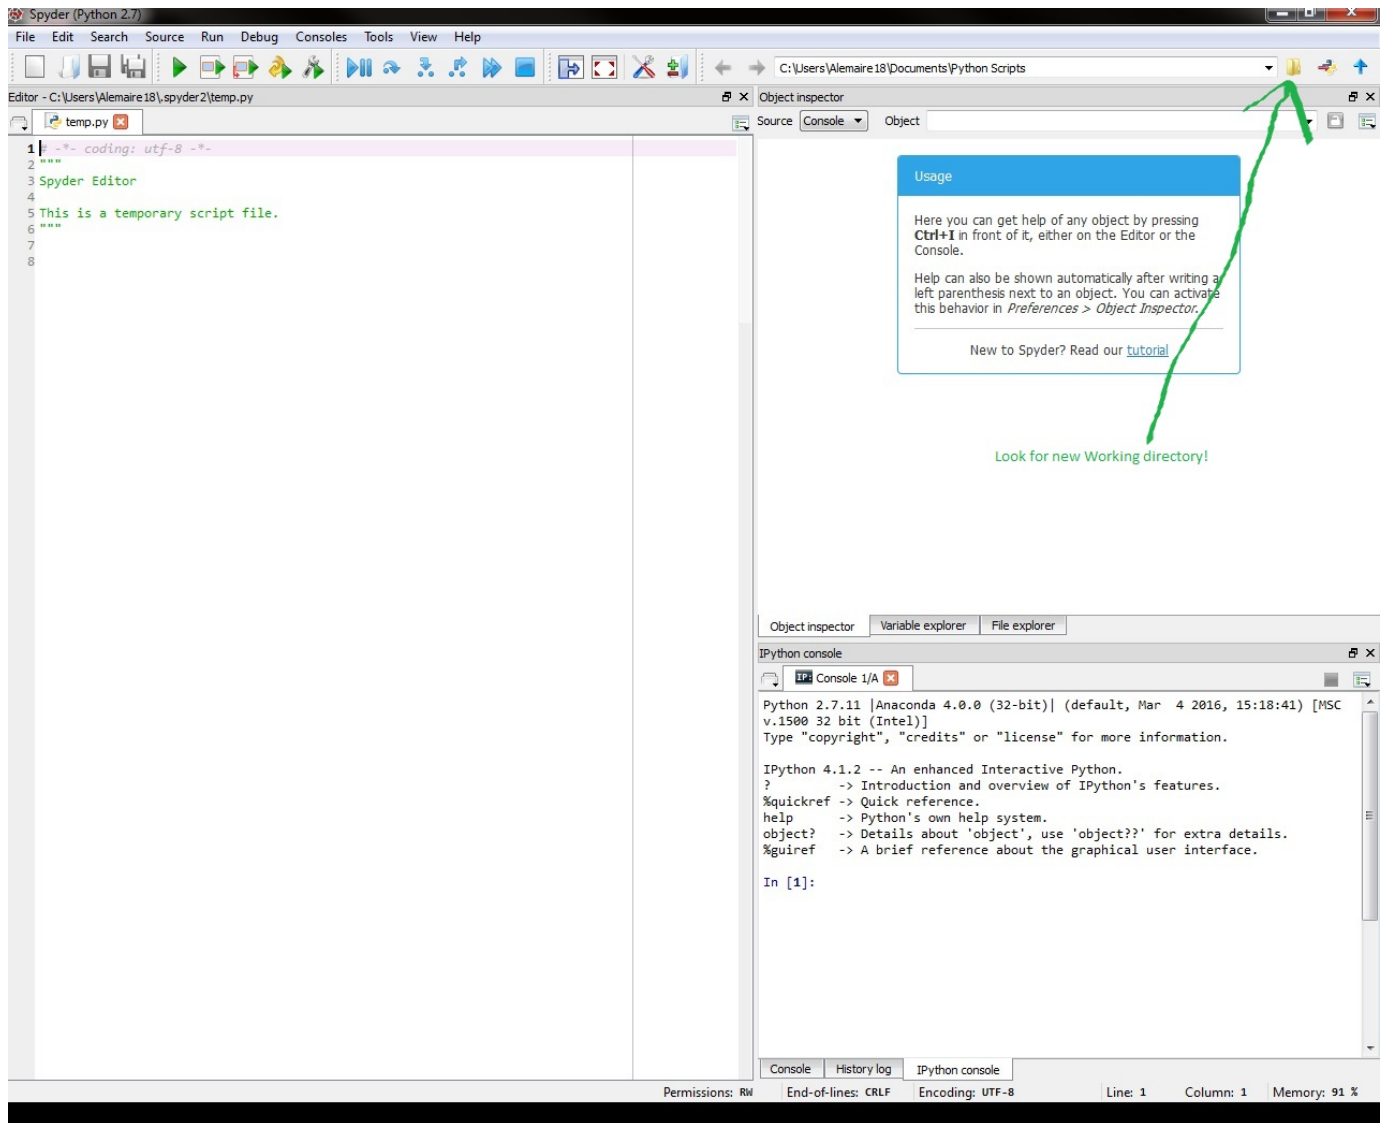 Spyder (Python 2.7)
File Edit Search Source Run Debug Consoles Tools View Help
C:\Users\Alemaire18\Documents\Python Scripts
Editor - C:\Users\Alemaire18\.spyder2\temp.py
temp.py
1 # -*- coding: utf-8 -*-
2 """
3 Spyder Editor
4
5 This is a temporary script file.
6 """
7
8
Object inspector
Source Console Object
Usage
Here you can get help of any object by pressing
Ctrl+I in front of it, either on the Editor or the
Console.
Help can also be shown automatically after writing a
left parenthesis next to an object. You can activate
this behavior in Preferences > Object Inspector.
New to Spyder? Read our tutorial
Look for new Working directory!
Object inspector Variable explorer File explorer
IPython console
IP: Console 1/A
Python 2.7.11 |Anaconda 4.0.0 (32-bit)| (default, Mar  4 2016, 15:18:41) [MSC
v.1500 32 bit (Intel)]
Type "copyright", "credits" or "license" for more information.
IPython 4.1.2 -- An enhanced Interactive Python.
?         -> Introduction and overview of IPython's features.
%quickref -> Quick reference.
help      -> Python's own help system.
object?   -> Details about 'object', use 'object??' for extra details.
%guiref   -> A brief reference about the graphical user interface.
In [1]:
Console History log IPython console
Permissions: RW End-of-lines: CRLF Encoding: UTF-8 Line: 1 Column: 1 Memory: 91 %